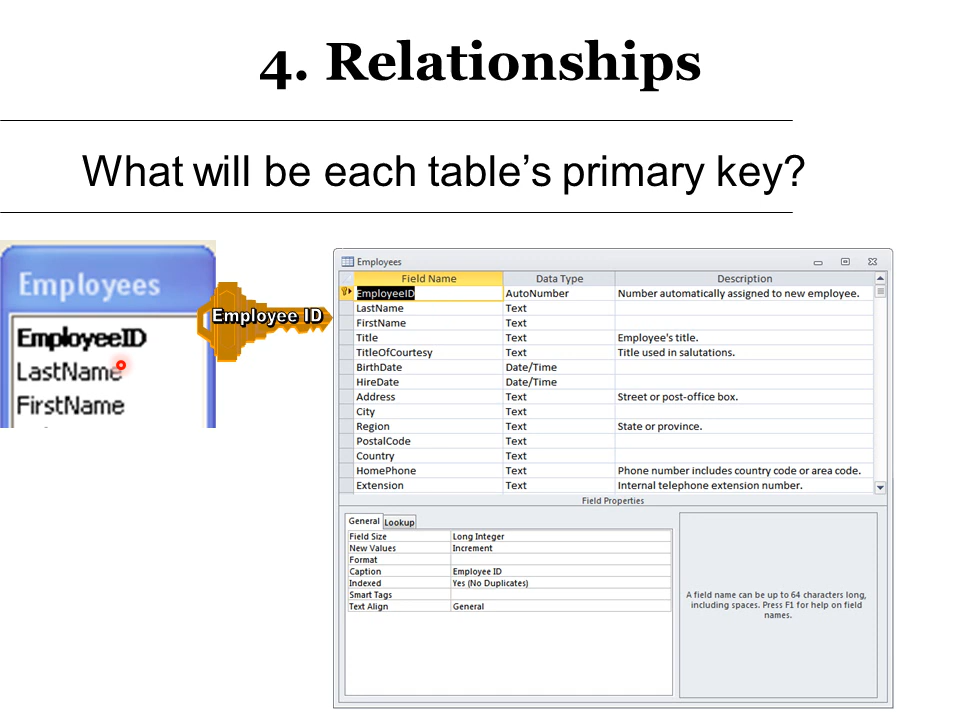 4. Relationships
What will be each table's primary key?
Employees
EmployeeID
LastName
FirstName
Employee ID
Employees
Field Name Data Type Description
EmployeeID AutoNumber Number automatically assigned to new employee.
LastName Text
FirstName Text
Title Text Employee's title.
TitleOfCourtesy Text Title used in salutations.
BirthDate Date/Time
HireDate Date/Time
Address Text Street or post-office box.
City Text
Region Text State or province.
PostalCode Text
Country Text
HomePhone Text Phone number includes country code or area code.
Extension Text Internal telephone extension number.
Field Properties
General Lookup
Field Size Long Integer
New Values Increment
Format
Caption Employee ID
Indexed Yes (No Duplicates)
Smart Tags
Text Align General
A field name can be up to 64 characters long,
including spaces. Press F1 for help on field
names.